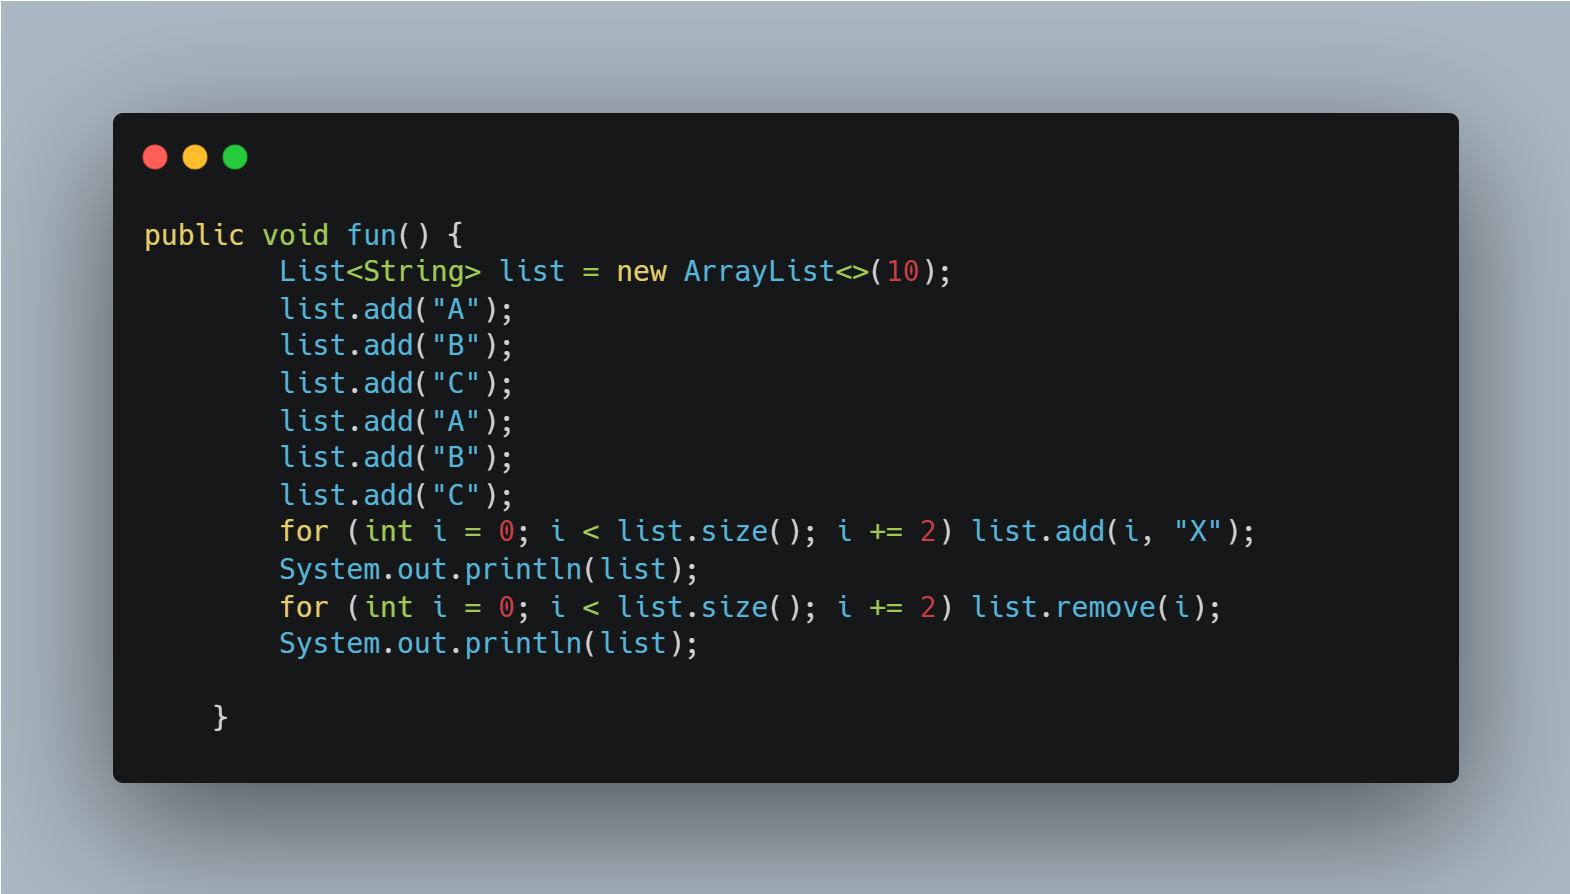 public void fun() {
        List<String> list = new ArrayList<>(10);
        list.add("A");
        list.add("B");
        list.add("C");
        list.add("A");
        list.add("B");
        list.add("C");
        for (int i = 0; i < list.size(); i += 2) list.add(i, "X");
        System.out.println(list);
        for (int i = 0; i < list.size(); i += 2) list.remove(i);
        System.out.println(list);

    }